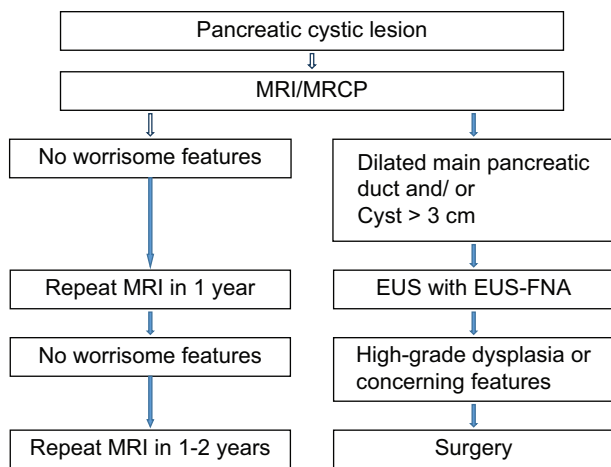 Pancreatic cystic lesion
MRI/MRCP
No worrisome features
Dilated main pancreatic
duct and/ or
Cyst > 3 cm
Repeat MRI in 1 year
EUS with EUS-FNA
No worrisome features
High-grade dysplasia or
concerning features
Repeat MRI in 1-2 years
Surgery